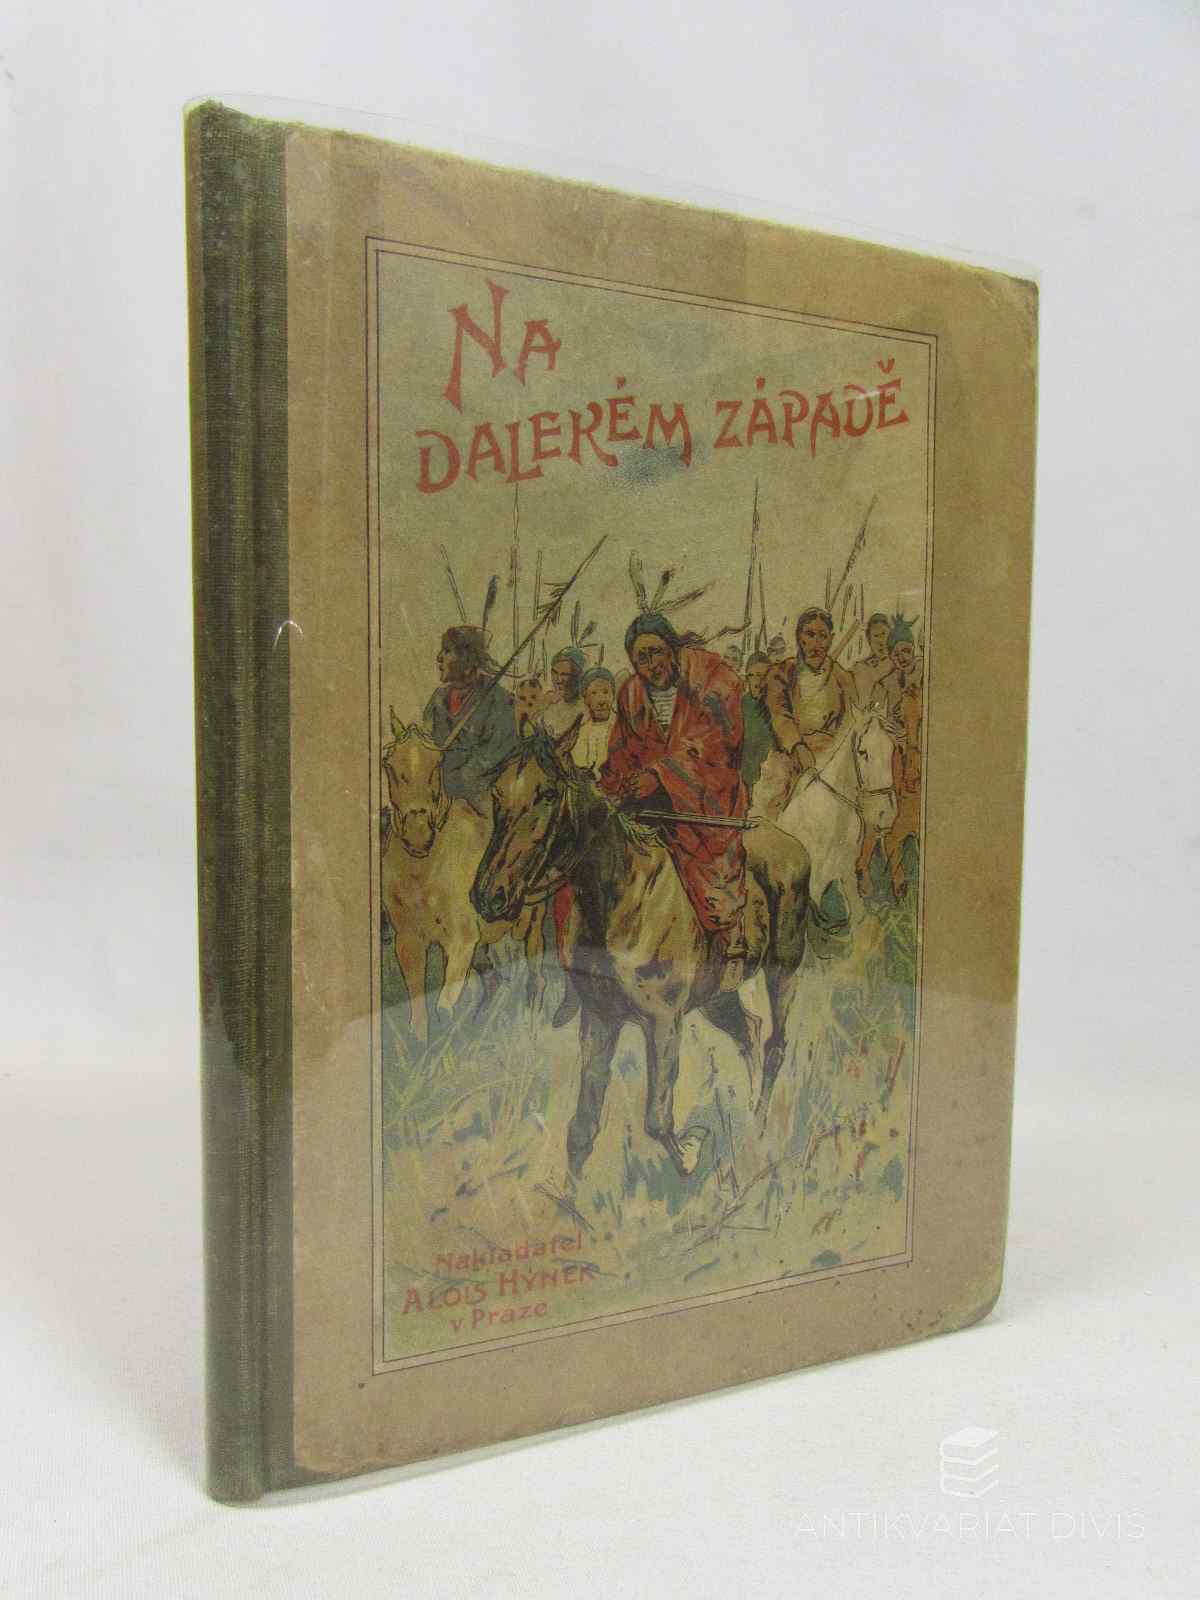 NA
DALEKÉM ZÁPADĚ
Nakladatel
ALOIS HYNEK
v Praze
ANTIKVARIÁT DIVIŠ